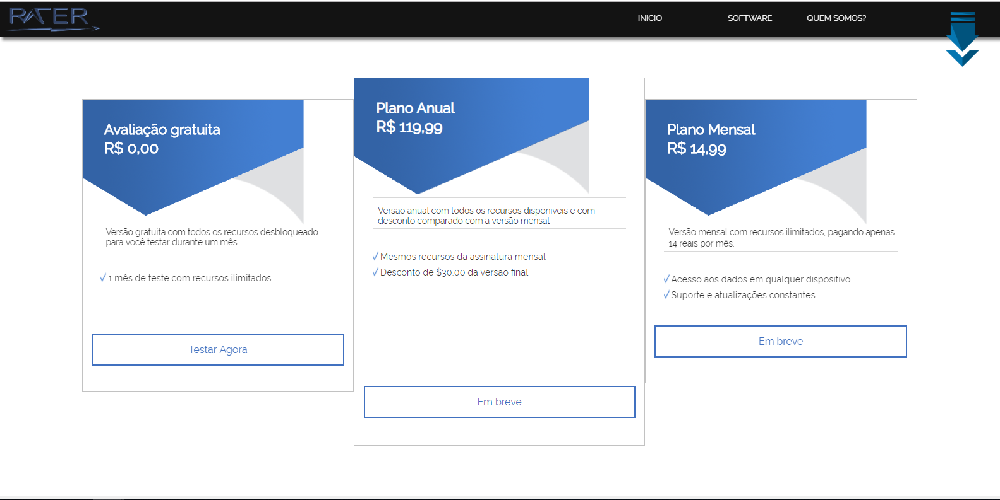 RATER
INICIO
SOFTWARE
QUEM SOMOS?
Avaliação gratuita
R$ 0,00
Versão gratuita com todos os recursos desbloqueado
para você testar durante um mês.
1 mês de teste com recursos ilimitados
Testar Agora
Plano Anual
R$ 119,99
Versão anual com todos os recursos disponiveis e com
desconto comparado com a versão mensal
Mesmos recursos da assinatura mensal
Desconto de $30,00 da versão final
Em breve
Plano Mensal
R$ 14,99
Versão mensal com recursos ilimitados, pagando apenas
14 reais por mês.
Acesso aos dados em qualquer dispositivo
Suporte e atualizações constantes
Em breve